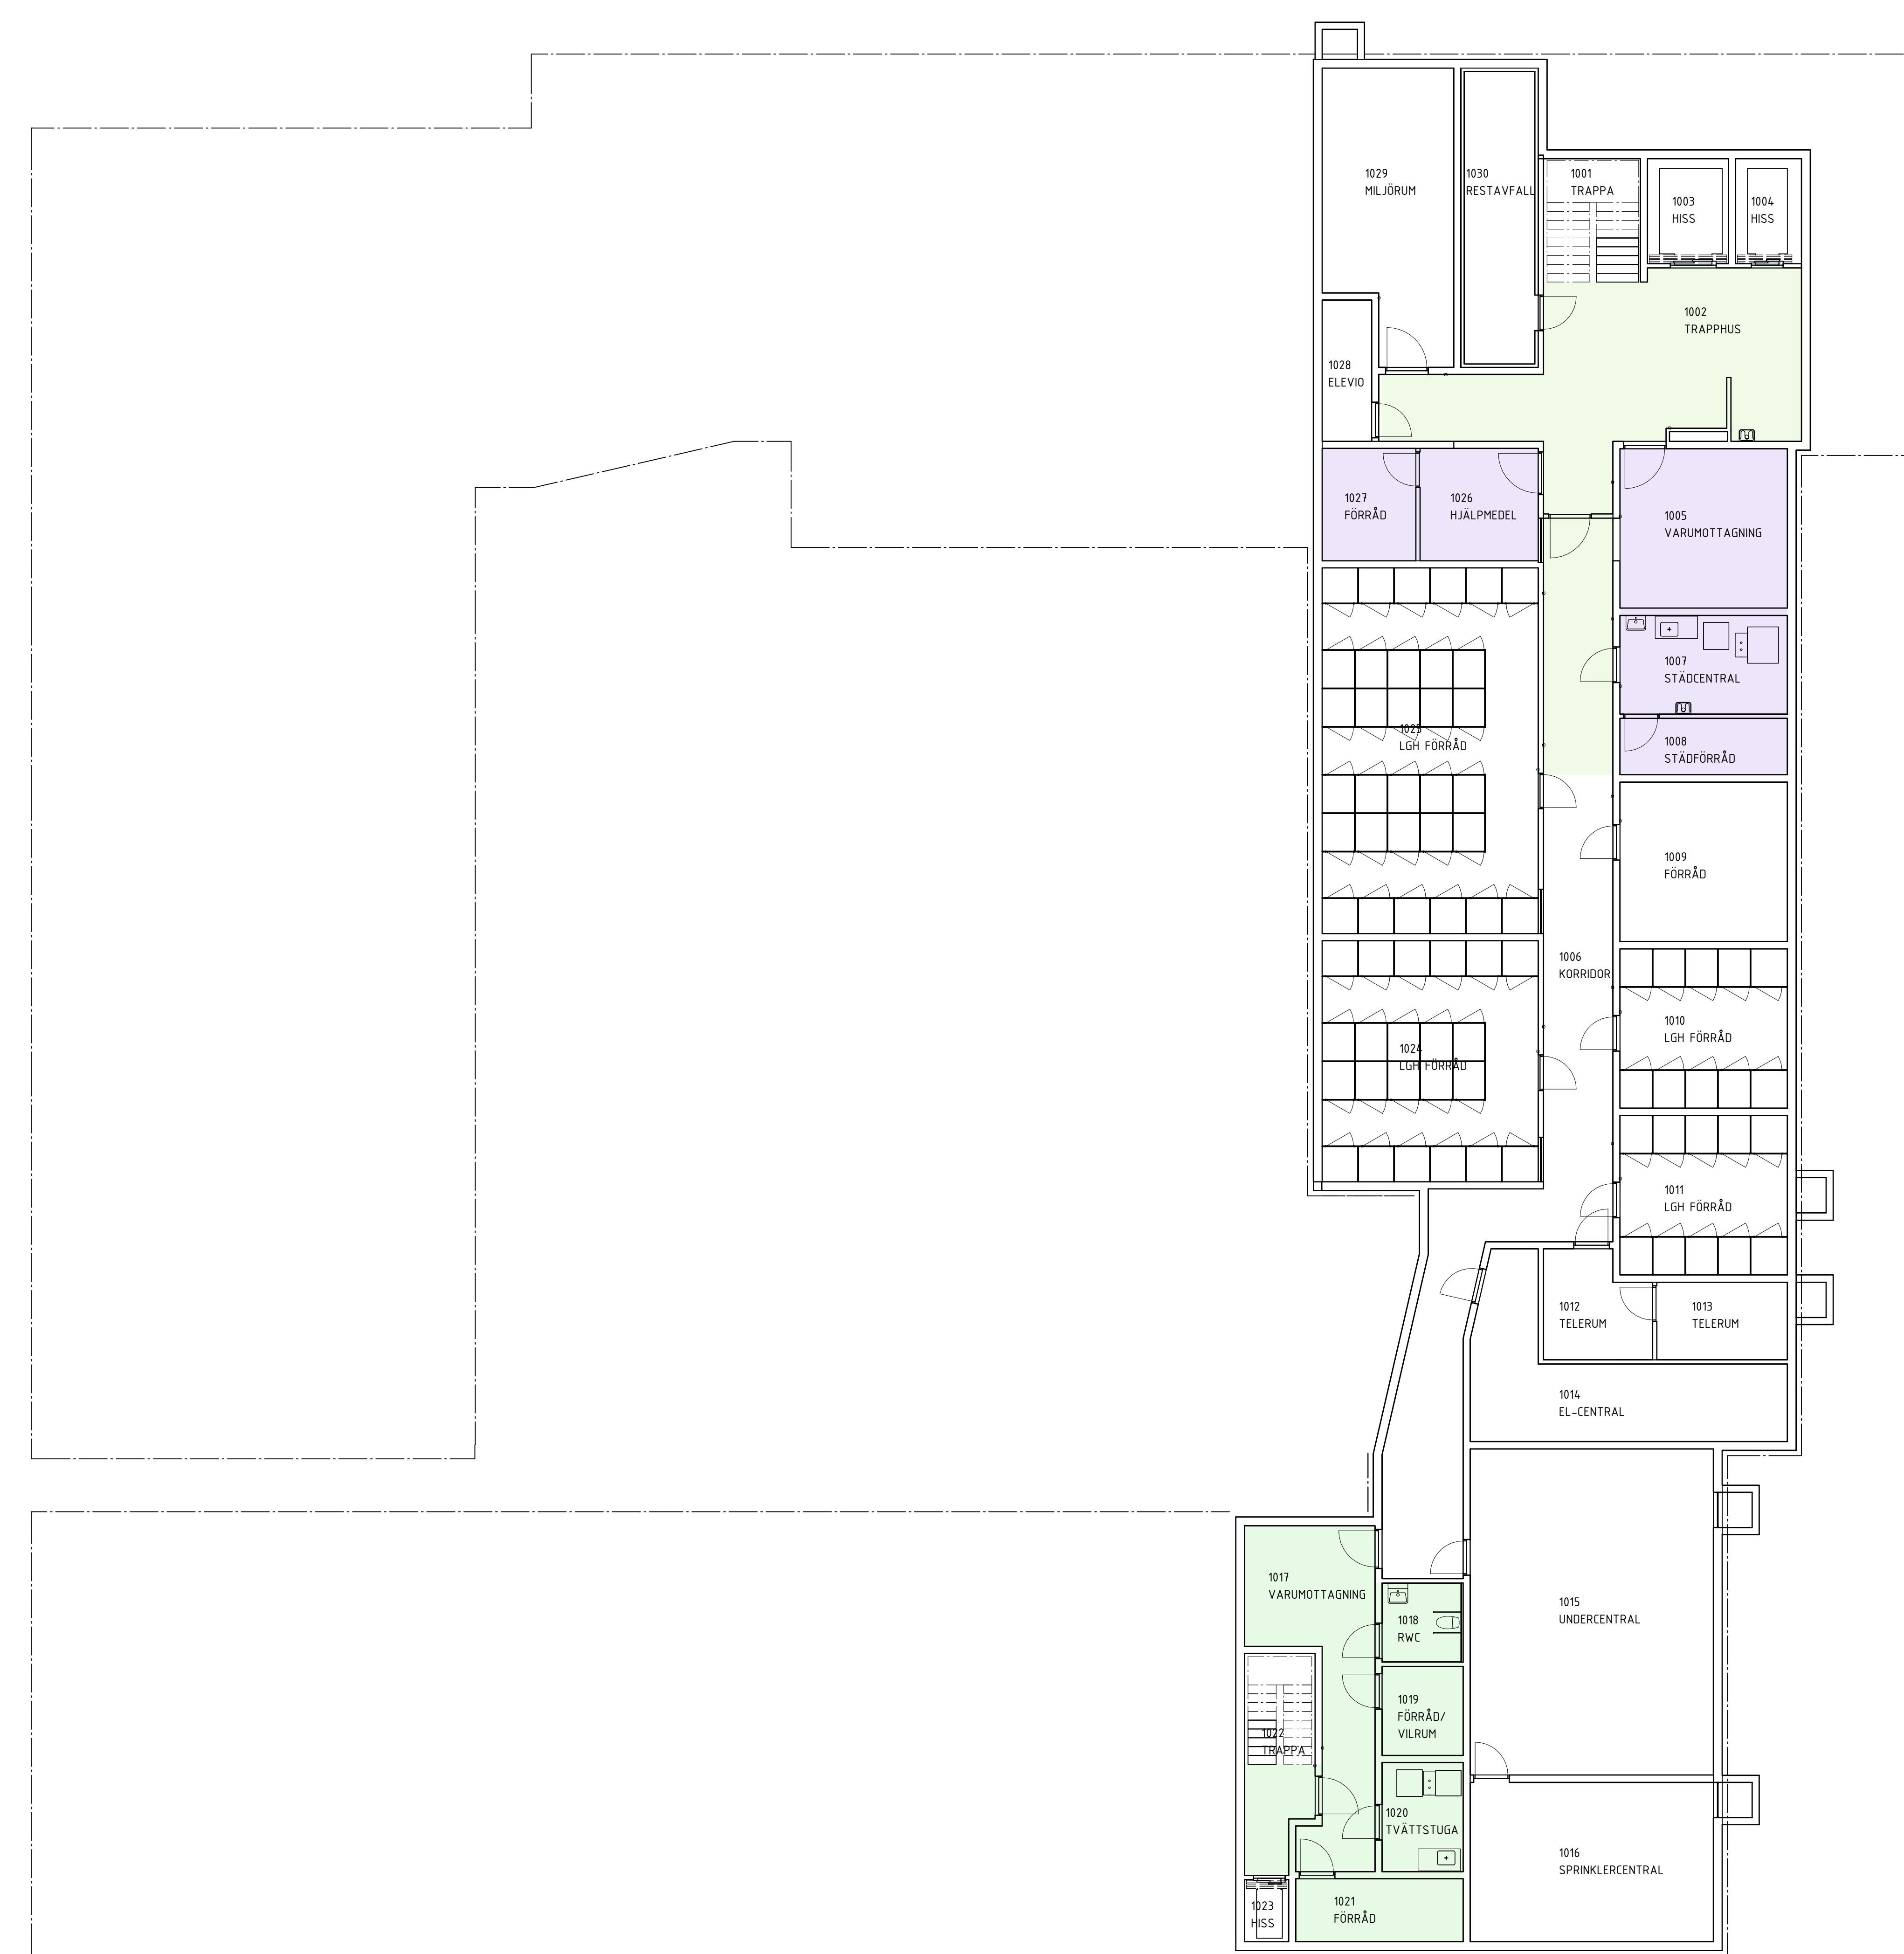 1029
MILJÖRUM
1030
RESTAVFALL
1001
TRAPPA
1003
HISS
1004
HISS
1002
TRAPPHUS
1028
ELEVIO
1027
FÖRRÅD
1026
HJÄLPMEDEL
1005
VARUMOTTAGNING
1007
STÄDCENTRAL
1025
LGH FÖRRÅD
1008
STÄDFÖRRÅD
1009
FÖRRÅD
1006
KORRIDOR
1010
LGH FÖRRÅD
1024
LGH FÖRRÅD
1011
LGH FÖRRÅD
1012
TELERUM
1013
TELERUM
1014
EL-CENTRAL
1017
VARUMOTTAGNING
1015
UNDERCENTRAL
1018
RWC
1019
FÖRRÅD/
VILRUM
1022
TRAPPA
1020
TVÄTTSTUGA
1016
SPRINKLERCENTRAL
1023
HISS
1021
FÖRRÅD